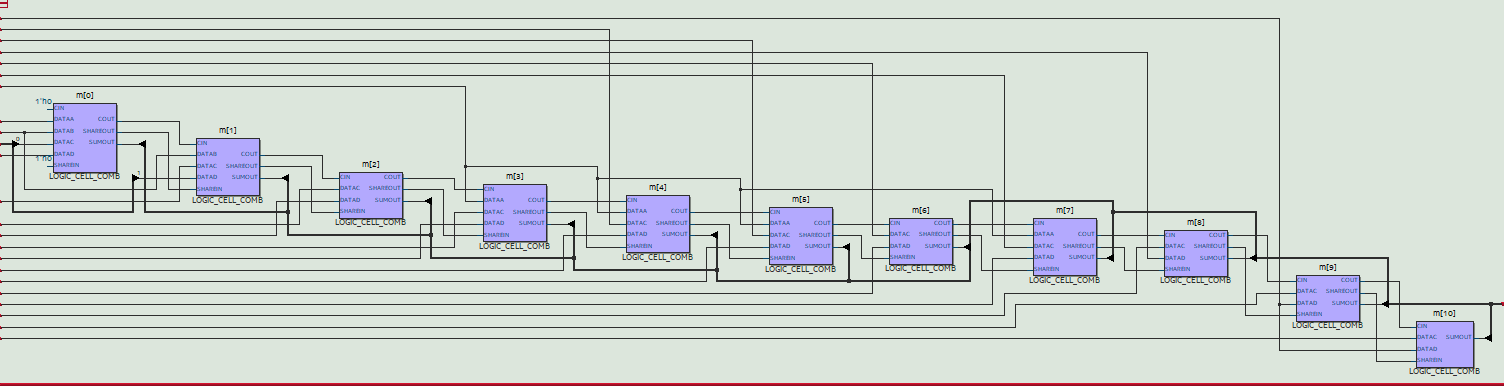 m[0]
1'h0
CIN
DATAA COUT
DATAB SHAREOUT
0 DATAC SUMOUT
DATAD
1'h0
SHAREIN
LOGIC_CELL_COMB
m[1]
CIN
DATAB COUT
DATAC SHAREOUT
1 DATAD SUMOUT
SHAREIN
LOGIC_CELL_COMB
m[2]
CIN COUT
DATAC SHAREOUT
DATAD SUMOUT
SHAREIN
LOGIC_CELL_COMB
m[3]
CIN
DATAA COUT
DATAC SHAREOUT
DATAD SUMOUT
SHAREIN
LOGIC_CELL_COMB
m[4]
CIN
DATAA COUT
DATAC SHAREOUT
DATAD SUMOUT
SHAREIN
LOGIC_CELL_COMB
m[5]
CIN
DATAA COUT
DATAC SHAREOUT
DATAD SUMOUT
SHAREIN
LOGIC_CELL_COMB
m[6]
CIN COUT
DATAC SHAREOUT
DATAD SUMOUT
SHAREIN
LOGIC_CELL_COMB
m[7]
CIN
DATAA COUT
DATAC SHAREOUT
DATAD SUMOUT
SHAREIN
LOGIC_CELL_COMB
m[8]
CIN COUT
DATAC SHAREOUT
DATAD SUMOUT
SHAREIN
LOGIC_CELL_COMB
m[9]
CIN COUT
DATAC SHAREOUT
DATAD SUMOUT
SHAREIN
LOGIC_CELL_COMB
m[10]
CIN
DATAC SUMOUT
DATAD
SHAREIN
LOGIC_CELL_COMB